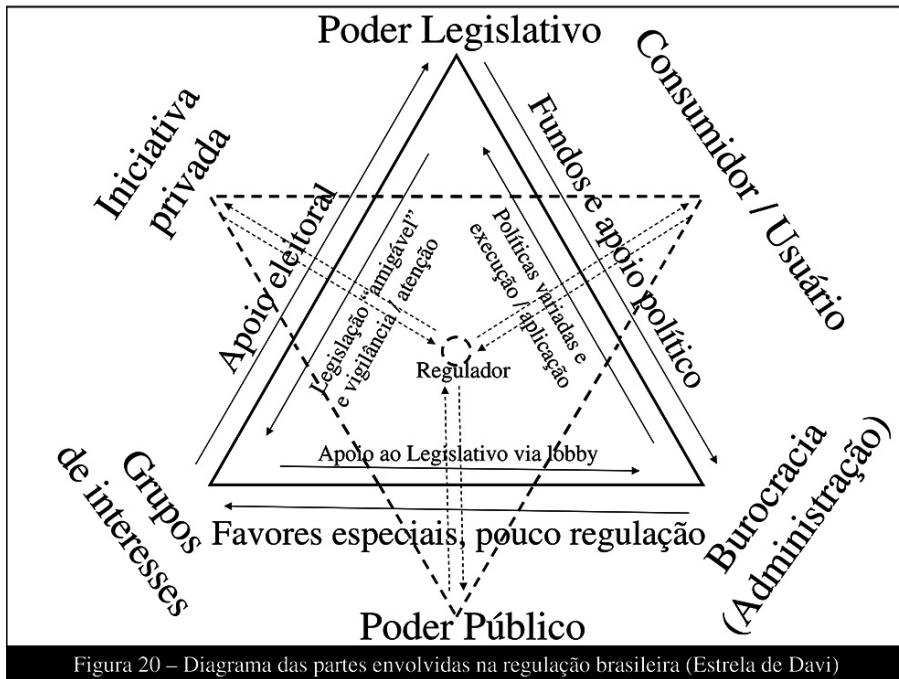 Poder Legislativo
Consumidor / Usuário
Iniciativa
privada
Apoio eleitoral
Fundos e apoio político
Legislação “amigável”
e vigilância / atenção
Políticas variadas e
execução / aplicação
Regulador
Apoio ao Legislativo via lobby
Grupos
de interesses
Burocracia
(Administração)
Favores especiais, pouco regulação
Poder Público
Figura 20 – Diagrama das partes envolvidas na regulação brasileira (Estrela de Davi)